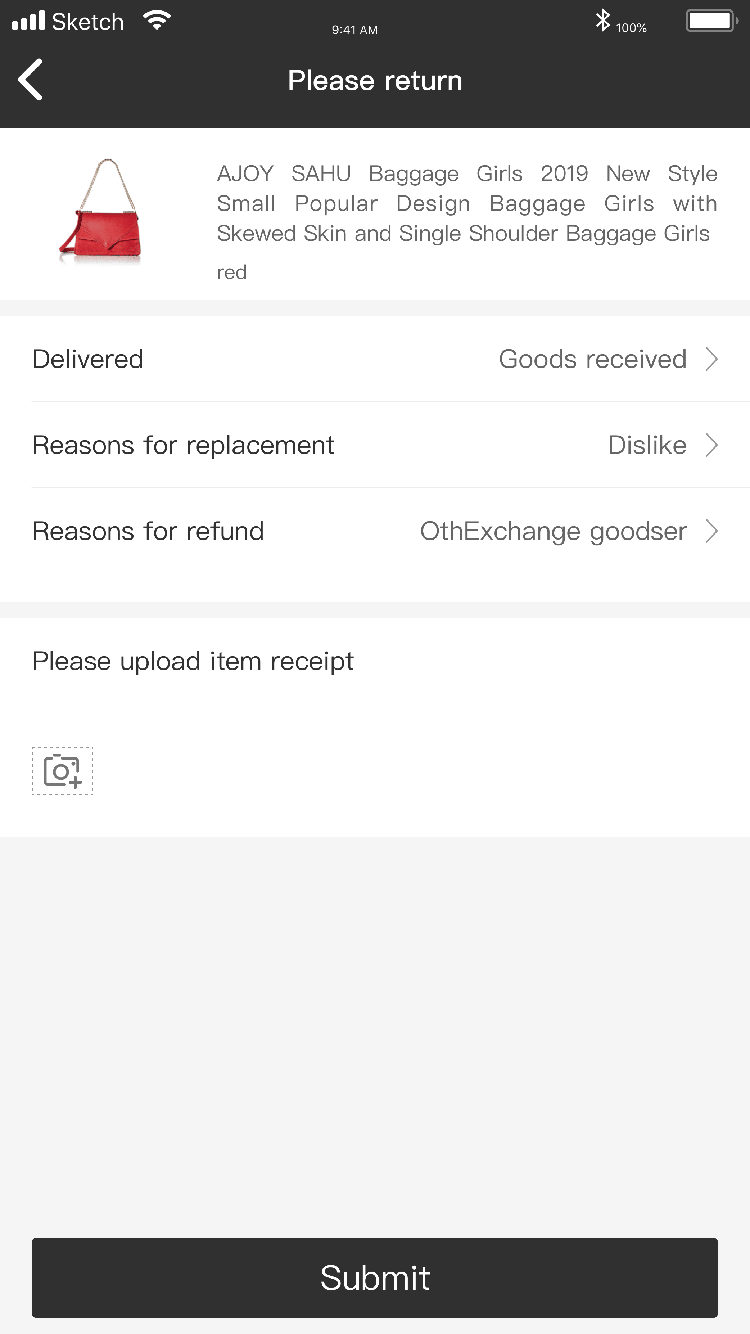 Sketch
9:41 AM
100%
Please return
AJOY SAHU Baggage Girls 2019 New Style
Small Popular Design Baggage Girls with
Skewed Skin and Single Shoulder Baggage Girls
red
Delivered Goods received
Reasons for replacement Dislike
Reasons for refund OthExchange goodser
Please upload item receipt
Submit